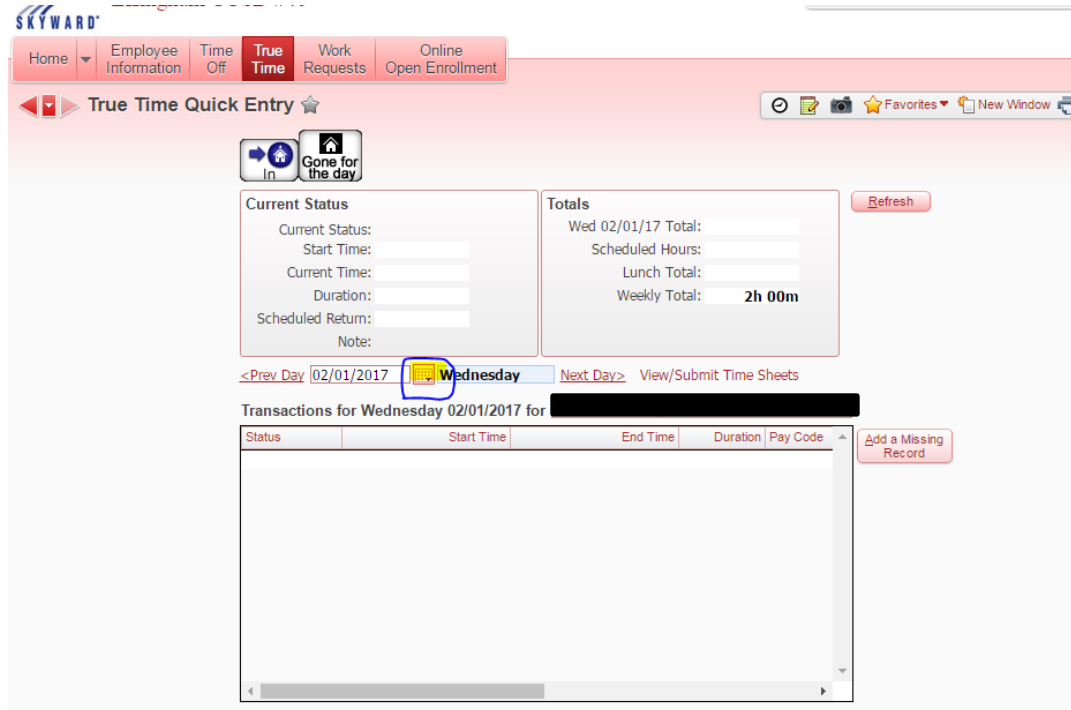 SKYWARD
Home
Employee Information
Time Off
True Time
Work Requests
Online Open Enrollment
True Time Quick Entry
Favorites
New Window
In
Gone for the day
Current Status
Current Status:
Start Time:
Current Time:
Duration:
Scheduled Return:
Note:
Totals
Wed 02/01/17 Total:
Scheduled Hours:
Lunch Total:
Weekly Total: 2h 00m
Refresh
<Prev Day 02/01/2017 Wednesday Next Day> View/Submit Time Sheets
Transactions for Wednesday 02/01/2017 for
Status Start Time End Time Duration Pay Code
Add a Missing Record